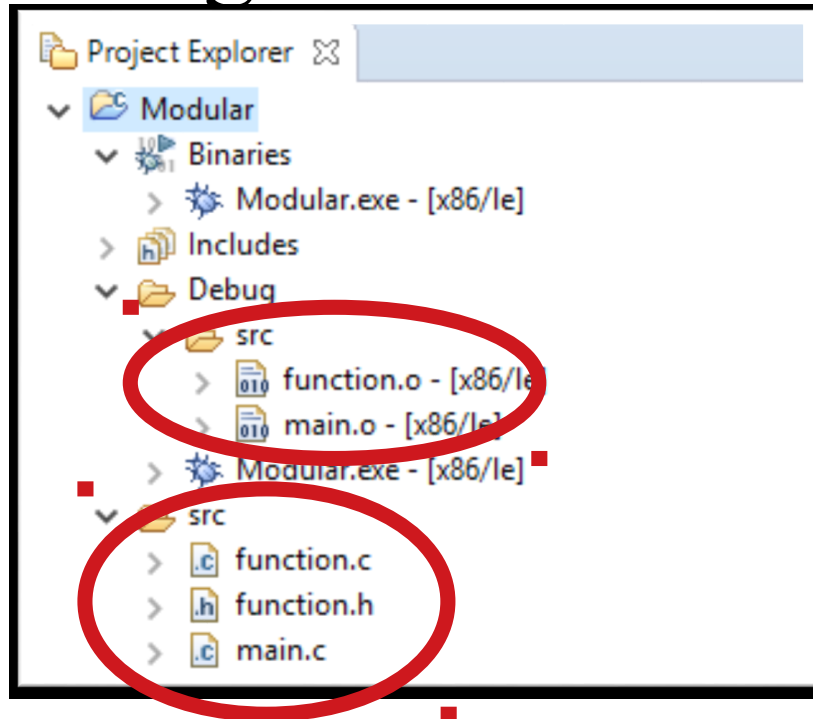 Project Explorer
Modular
Binaries
Modular.exe - [x86/le]
Includes
Debug
src
function.o - [x86/le]
main.o - [x86/le]
Modular.exe - [x86/le]
src
function.c
function.h
main.c